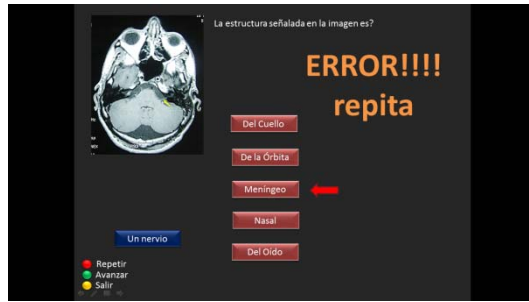 La estructura señalada en la imagen es?
ERROR!!!!
repita
Del Cuello
De la Órbita
Meníngeo
Nasal
Del Oído
Un nervio
Repetir
Avanzar
Salir